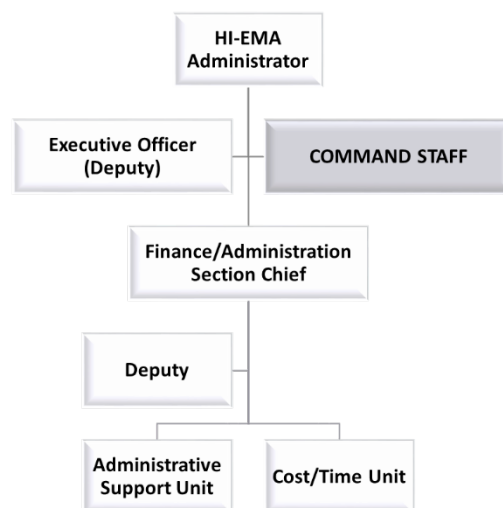 HI-EMA
Administrator
Executive Officer
(Deputy)
COMMAND STAFF
Finance/Administration
Section Chief
Deputy
Administrative
Support Unit
Cost/Time Unit